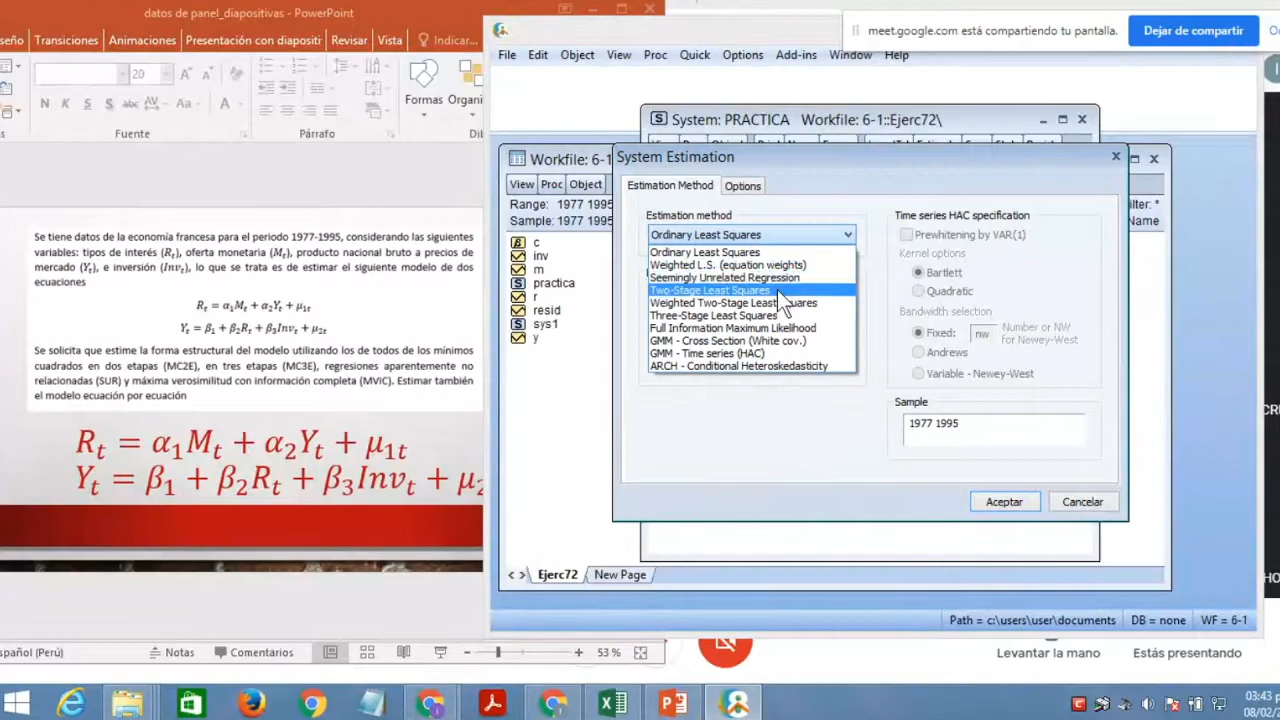 datos de panel_diapositivas - PowerPoint
seño Transiciones Animaciones Presentación con diapositi Revisar Vista Indicar...
20
Formas Organi
N K S S abc AV Aa A
Fuente Párrafo
Se tiene datos de la economía francesa para el periodo 1977-1995, considerando las siguientes
variables: tipos de interés (Rₜ), oferta monetaria (Mₜ), producto nacional bruto a precios de
mercado (Yₜ), e inversión (Invₜ), lo que se trata es de estimar el siguiente modelo de dos
ecuaciones
Rₜ = α₁Mₜ + α₂Yₜ + μ₁ₜ
Yₜ = β₁ + β₂Rₜ + β₃Invₜ + μ₂ₜ
Se solicita que estime la forma estructural del modelo utilizando los de todos de los mínimos
cuadrados en dos etapas (MC2E), en tres etapas (MC3E), regresiones aparentemente no
relacionadas (SUR) y máxima verosimilitud con información completa (MVIC). Estimar también
el modelo ecuación por ecuación
Rₜ = α₁Mₜ + α₂Yₜ + μ₁ₜ
Yₜ = β₁ + β₂Rₜ + β₃Invₜ + μ₂
spañol (Perú) Notas Comentarios 53 %
meet.google.com está compartiendo tu pantalla. Dejar de compartir
File Edit Object View Proc Quick Options Add-ins Window Help
System: PRACTICA Workfile: 6-1::Ejerc72\
Workfile: 6-1
View Proc Object
Range: 1977 1995
Sample: 1977 1995
ilter: *
Name
c
inv
m
practica
r
resid
sys1
y
System Estimation
Estimation Method Options
Estimation method
Ordinary Least Squares
Ordinary Least Squares
Weighted L.S. (equation weights)
Seemingly Unrelated Regression
Two-Stage Least Squares
Weighted Two-Stage Least Squares
Three-Stage Least Squares
Full Information Maximum Likelihood
GMM - Cross Section (White cov.)
GMM - Time series (HAC)
ARCH - Conditional Heteroskedasticity
Time series HAC specification
Prewhitening by VAR(1)
Kernel options
Bartlett
Quadratic
Bandwidth selection
Fixed: nw Number or NW
for Newey-West
Andrews
Variable - Newey-West
Sample
1977 1995
Aceptar Cancelar
Ejerc72 New Page
Path = c:\users\user\documents DB = none WF = 6-1
Levantar la mano Estás presentando
03:43 p
08/02/2